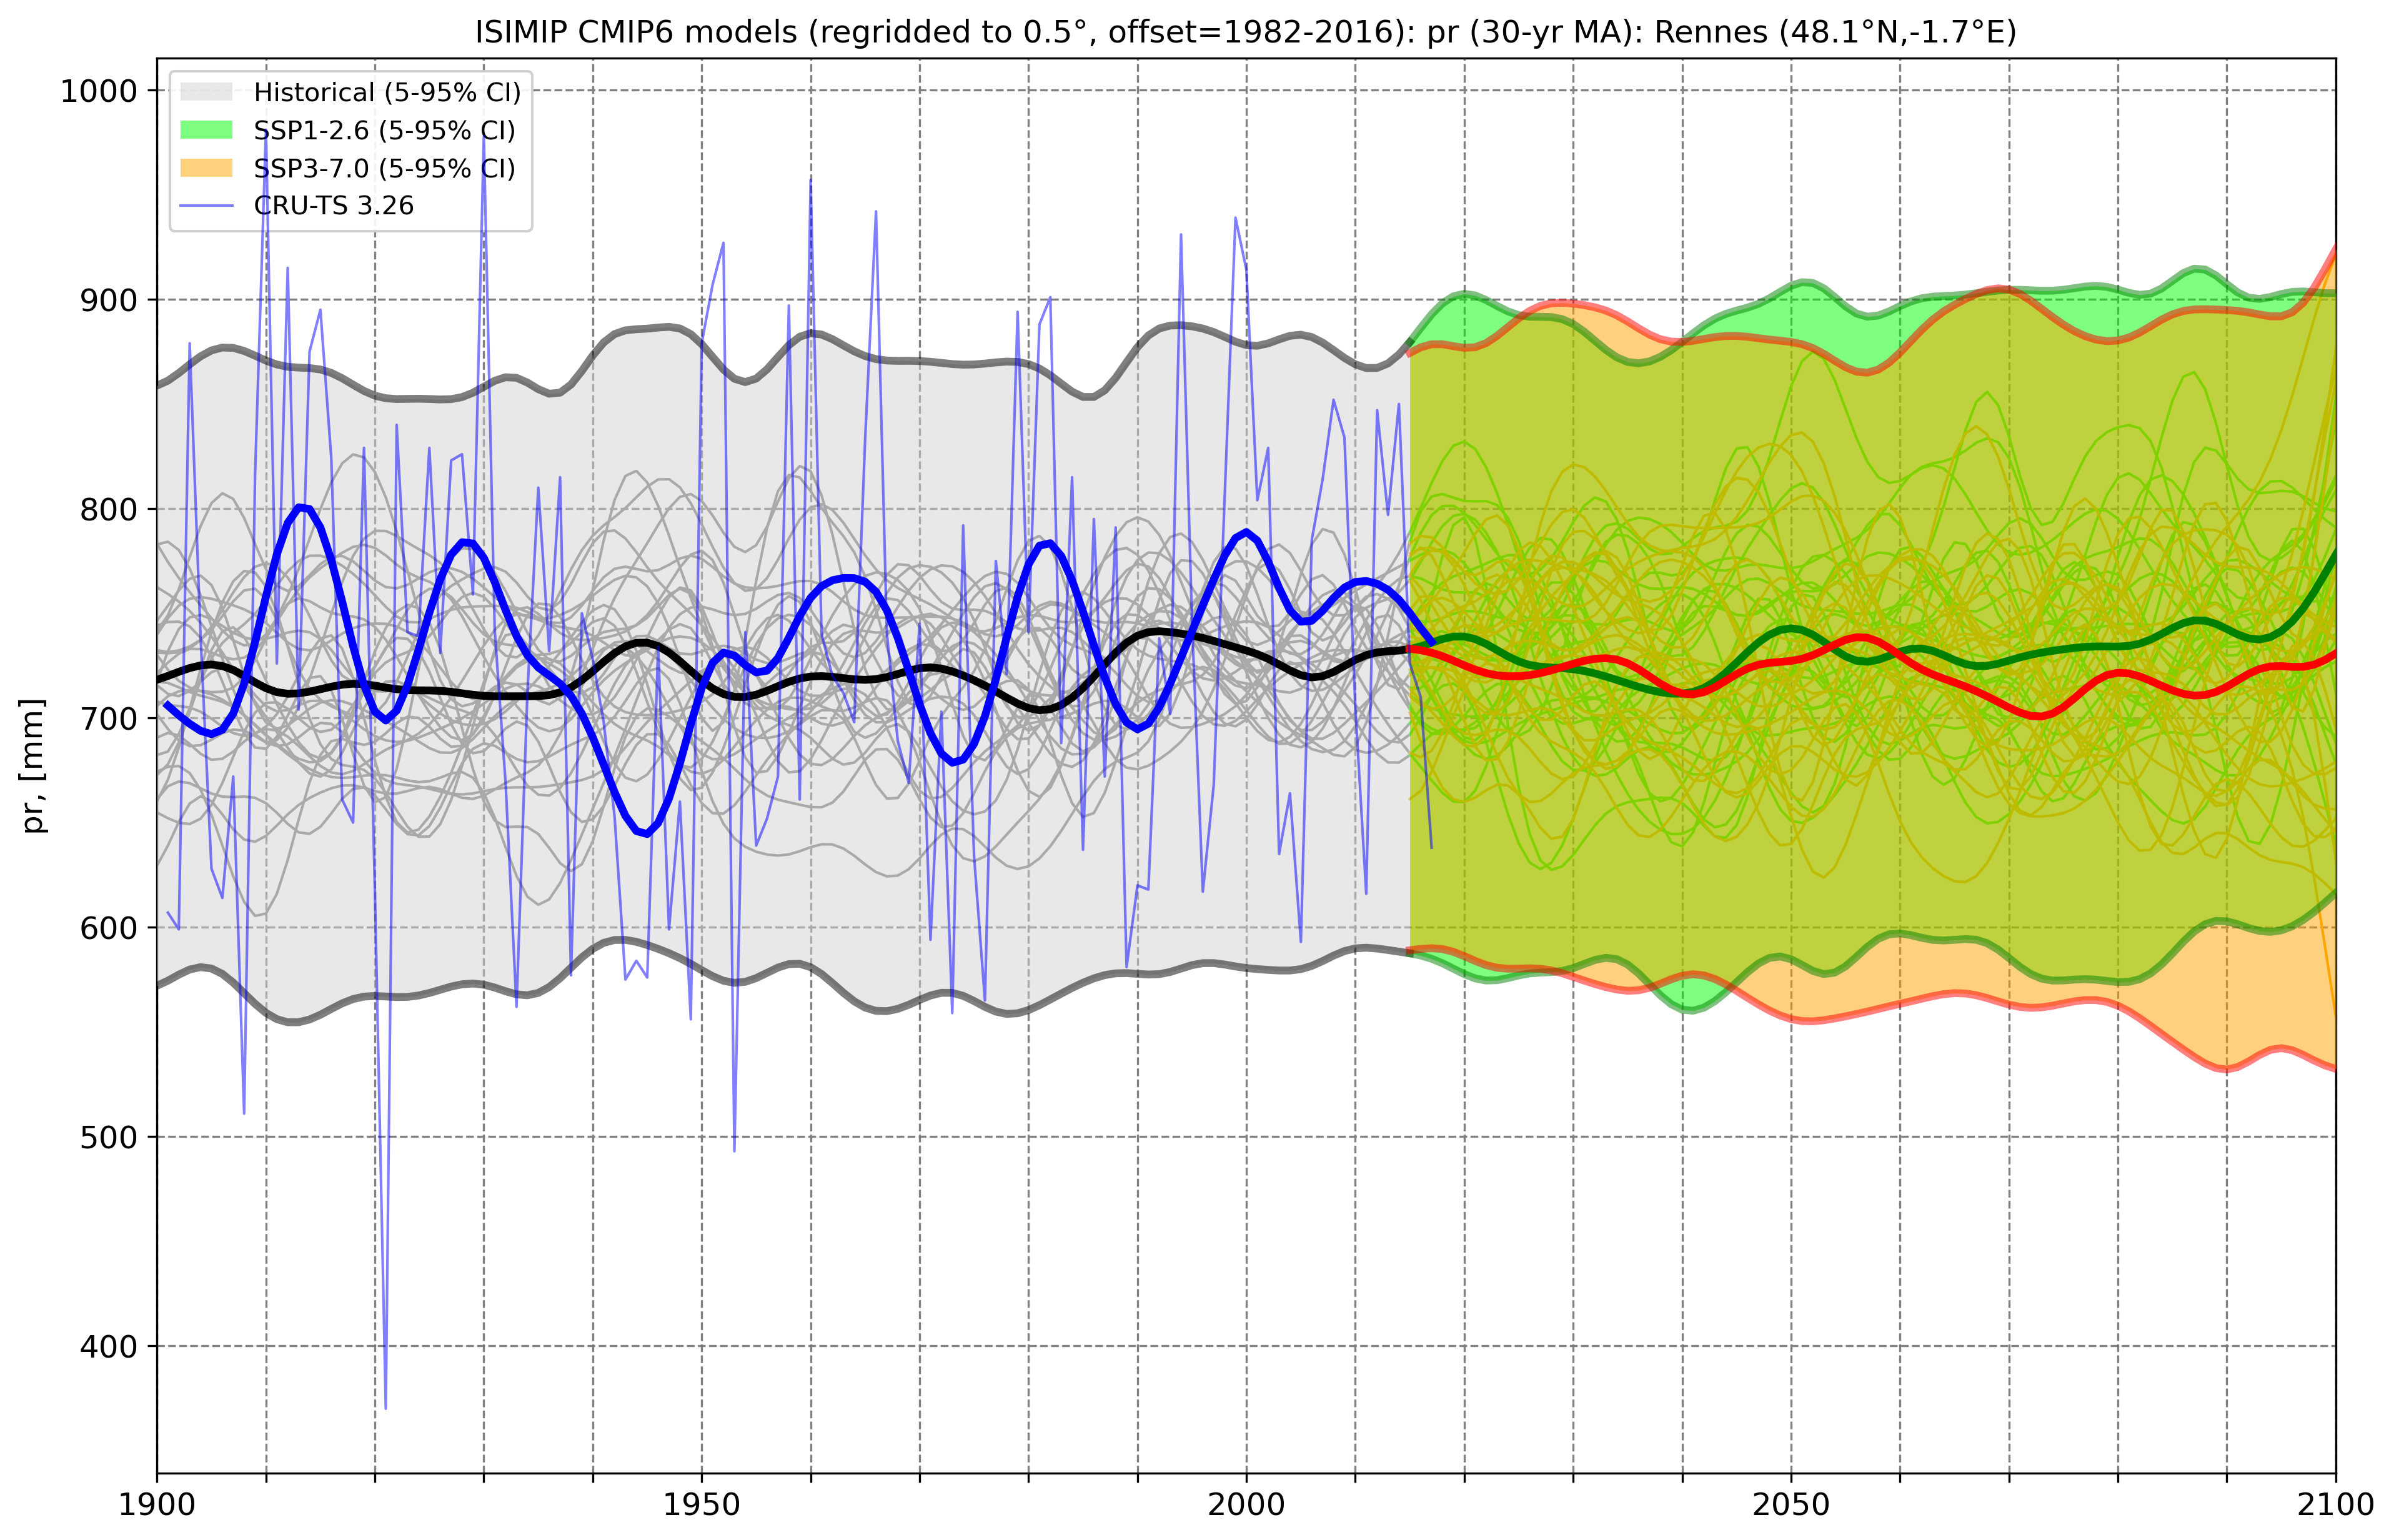 ISIMIP CMIP6 models (regridded to 0.5°, offset=1982-2016): pr (30-yr MA): Rennes (48.1°N,-1.7°E)
Historical (5-95% CI)
SSP1-2.6 (5-95% CI)
SSP3-7.0 (5-95% CI)
CRU-TS 3.26
pr, [mm]
1000
900
800
700
600
500
400
1900
1950
2000
2050
2100